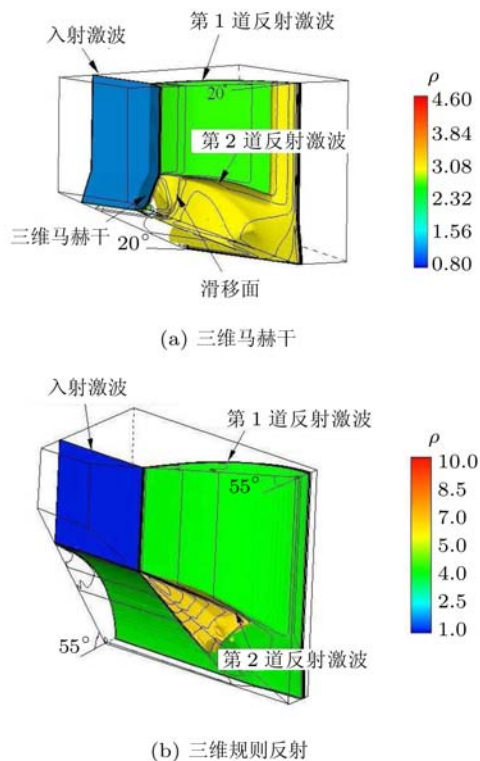 入射激波
第 1 道反射激波
20°
第 2 道反射激波
三维马赫干
20°
滑移面
ρ
4.60
3.84
3.08
2.32
1.56
0.80
(a) 三维马赫干
入射激波
第 1 道反射激波
55°
55°
第 2 道反射激波
ρ
10.0
8.5
7.0
5.5
4.0
2.5
1.0
(b) 三维规则反射